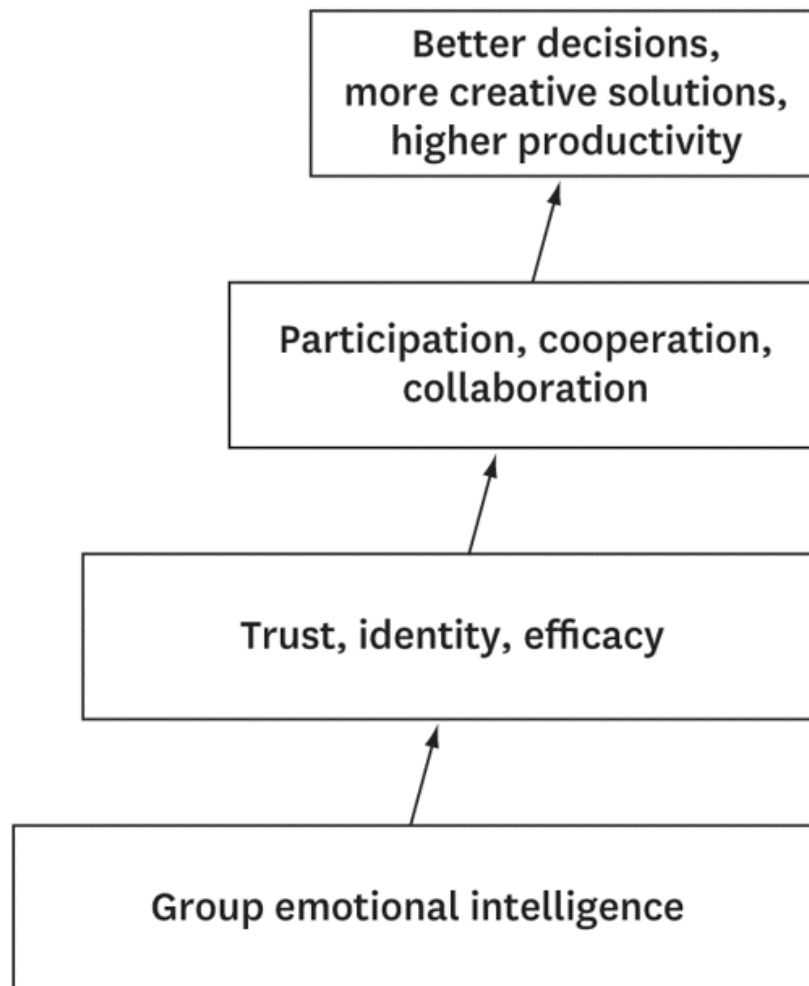 Better decisions,
more creative solutions,
higher productivity
Participation, cooperation,
collaboration
Trust, identity, efficacy
Group emotional intelligence